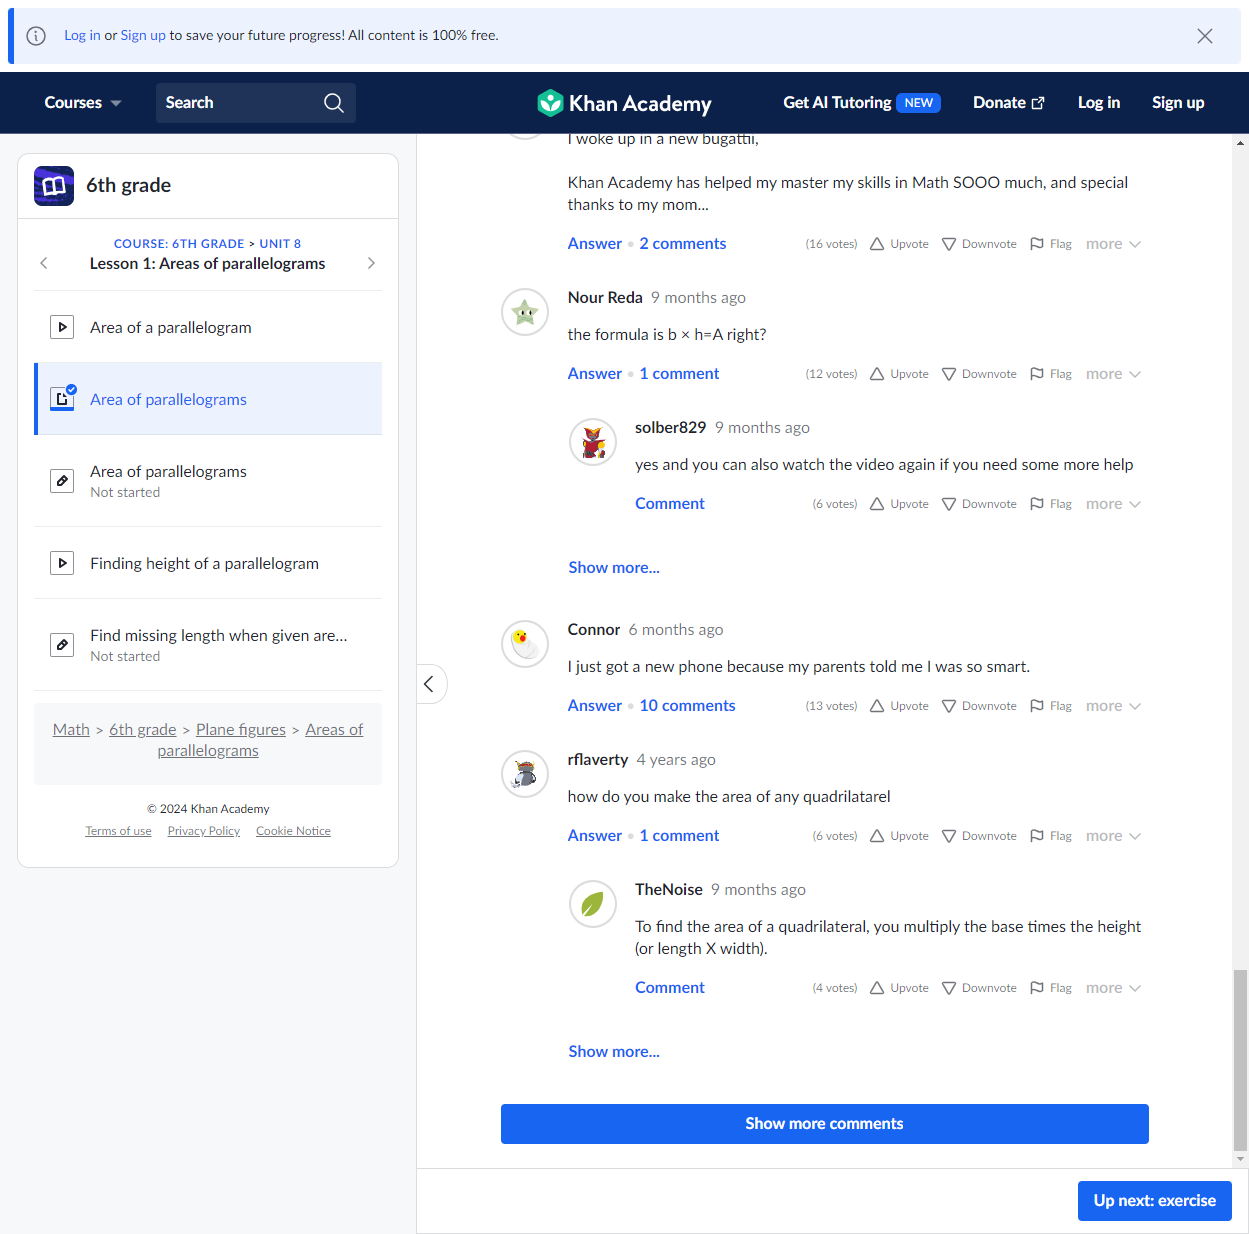 Log in or Sign up to save your future progress! All content is 100% free.
Courses
Search
Khan Academy
Get AI Tutoring NEW
Donate
Log in
Sign up
6th grade
COURSE: 6TH GRADE > UNIT 8
Lesson 1: Areas of parallelograms
Area of a parallelogram
Area of parallelograms
Area of parallelograms
Not started
Finding height of a parallelogram
Find missing length when given are...
Not started
Math > 6th grade > Plane figures > Areas of
parallelograms
© 2024 Khan Academy
Terms of use Privacy Policy Cookie Notice
I woke up in a new bugattii,
Khan Academy has helped my master my skills in Math SOOO much, and special
thanks to my mom...
Answer • 2 comments (16 votes) Upvote Downvote Flag more
Nour Reda 9 months ago
the formula is b × h=A right?
Answer • 1 comment (12 votes) Upvote Downvote Flag more
solber829 9 months ago
yes and you can also watch the video again if you need some more help
Comment (6 votes) Upvote Downvote Flag more
Show more...
Connor 6 months ago
I just got a new phone because my parents told me I was so smart.
Answer • 10 comments (13 votes) Upvote Downvote Flag more
rflaverty 4 years ago
how do you make the area of any quadrilatarel
Answer • 1 comment (6 votes) Upvote Downvote Flag more
TheNoise 9 months ago
To find the area of a quadrilateral, you multiply the base times the height
(or length X width).
Comment (4 votes) Upvote Downvote Flag more
Show more...
Show more comments
Up next: exercise